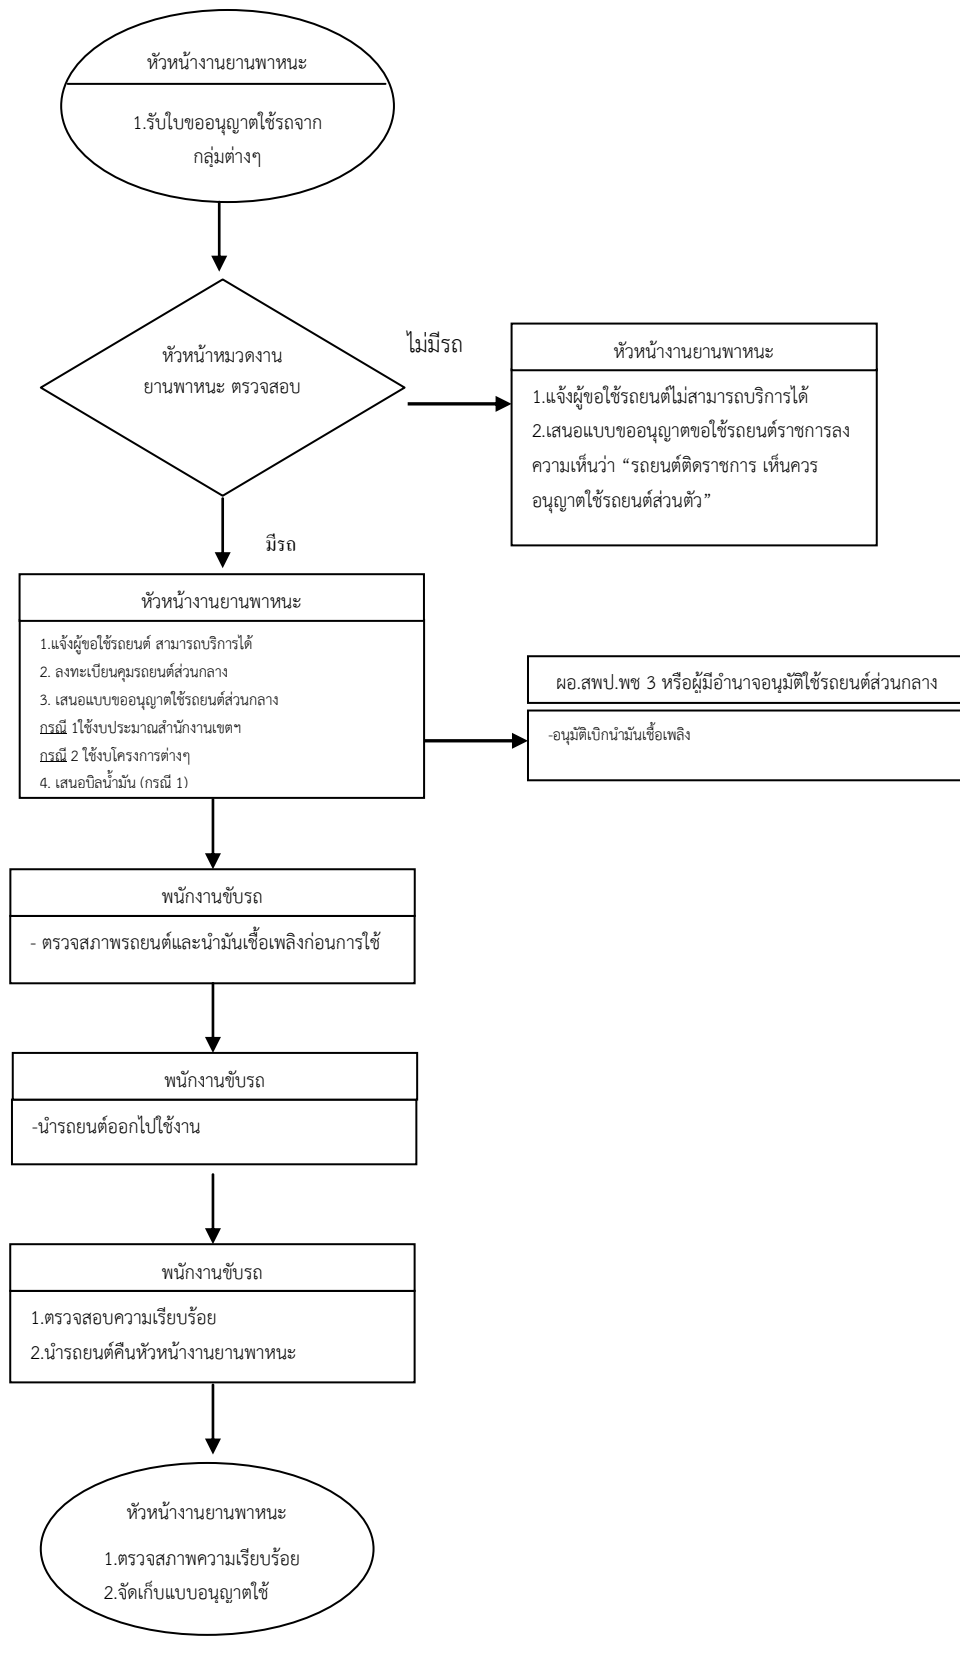 หัวหน้างานยานพาหนะ
1.รับใบขออนุญาตใช้รถจาก
กลุ่มต่างๆ
หัวหน้าหมวดงาน
ยานพาหนะ ตรวจสอบ
ไม่มีรถ
หัวหน้างานยานพาหนะ
1.แจ้งผู้ขอใช้รถยนต์ไม่สามารถบริการได้
2.เสนอแบบขออนุญาตขอใช้รถยนต์ราชการลง
ความเห็นว่า “รถยนต์ติดราชการ เห็นควร
อนุญาตใช้รถยนต์ส่วนตัว”
มีรถ
หัวหน้างานยานพาหนะ
1.แจ้งผู้ขอใช้รถยนต์ สามารถบริการได้
2. ลงทะเบียนคุมรถยนต์ส่วนกลาง
3. เสนอแบบขออนุญาตใช้รถยนต์ส่วนกลาง
กรณี 1ใช้งบประมาณสำนักงานเขตฯ
กรณี 2 ใช้งบโครงการต่างๆ
4. เสนอบิลน้ำมัน (กรณี 1)
ผอ.สพป.พช 3 หรือผู้มีอำนาจอนุมัติใช้รถยนต์ส่วนกลาง
-อนุมัติเบิกนำมันเชื้อเพลิง
พนักงานขับรถ
- ตรวจสภาพรถยนต์และนำมันเชื้อเพลิงก่อนการใช้
พนักงานขับรถ
-นำรถยนต์ออกไปใช้งาน
พนักงานขับรถ
1.ตรวจสอบความเรียบร้อย
2.นำรถยนต์คืนหัวหน้างานยานพาหนะ
หัวหน้างานยานพาหนะ
1.ตรวจสภาพความเรียบร้อย
2.จัดเก็บแบบอนุญาตใช้